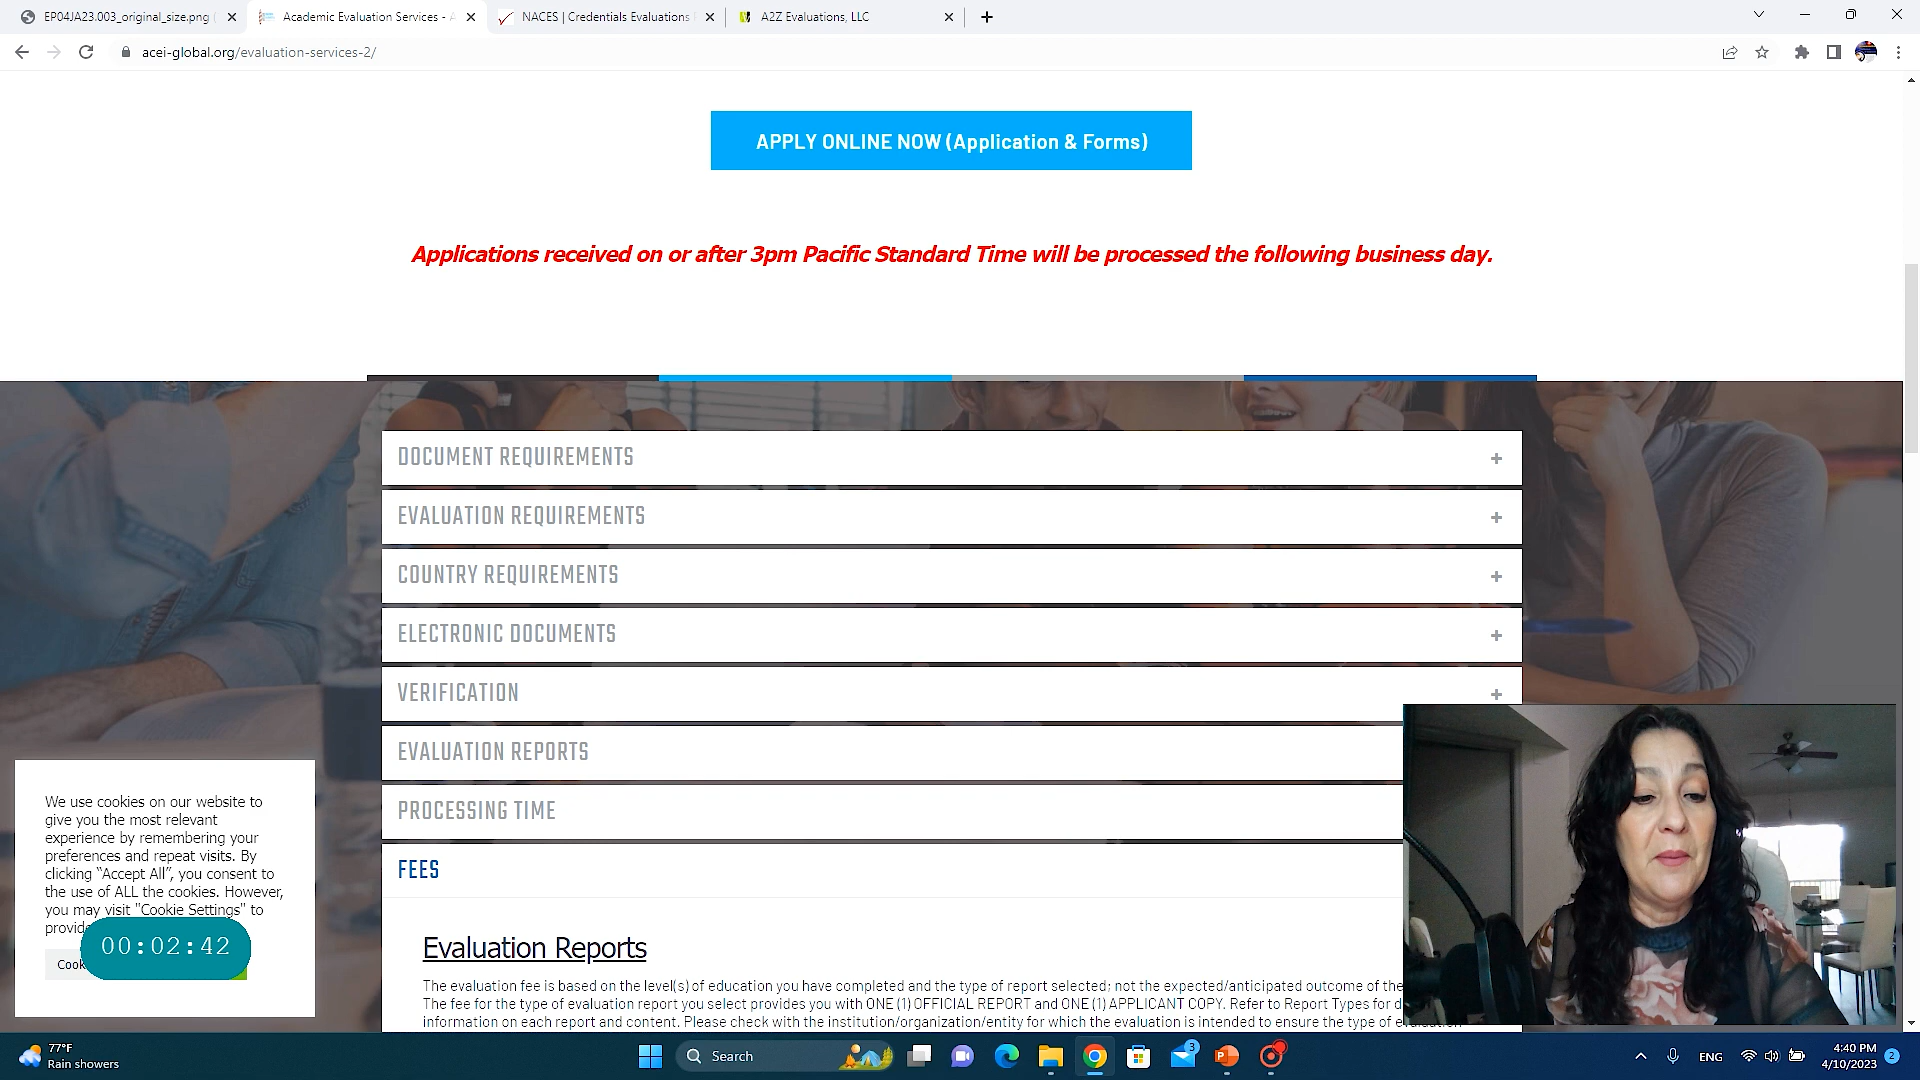 EP04JA23.003_original_size.png (
Academic Evaluation Services - A
NACES | Credentials Evaluations
A2Z Evaluations, LLC
acei-global.org/evaluation-services-2/
APPLY ONLINE NOW (Application & Forms)
Applications received on or after 3pm Pacific Standard Time will be processed the following business day.
DOCUMENT REQUIREMENTS
EVALUATION REQUIREMENTS
COUNTRY REQUIREMENTS
ELECTRONIC DOCUMENTS
VERIFICATION
EVALUATION REPORTS
PROCESSING TIME
FEES
Evaluation Reports
The evaluation fee is based on the level(s) of education you have completed and the type of report selected; not the expected/anticipated outcome of the
The fee for the type of evaluation report you select provides you with ONE (1) OFFICIAL REPORT and ONE (1) APPLICANT COPY. Refer to Report Types for
information on each report and content. Please check with the institution/organization/entity for which the evaluation is intended to ensure the type of evaluation
We use cookies on our website to
give you the most relevant
experience by remembering your
preferences and repeat visits. By
clicking “Accept All”, you consent to
the use of ALL the cookies. However,
you may visit "Cookie Settings" to
provide
Cook
00:02:42
77°F
Rain showers
Search
3
ENG
4:40 PM
4/10/2023
2